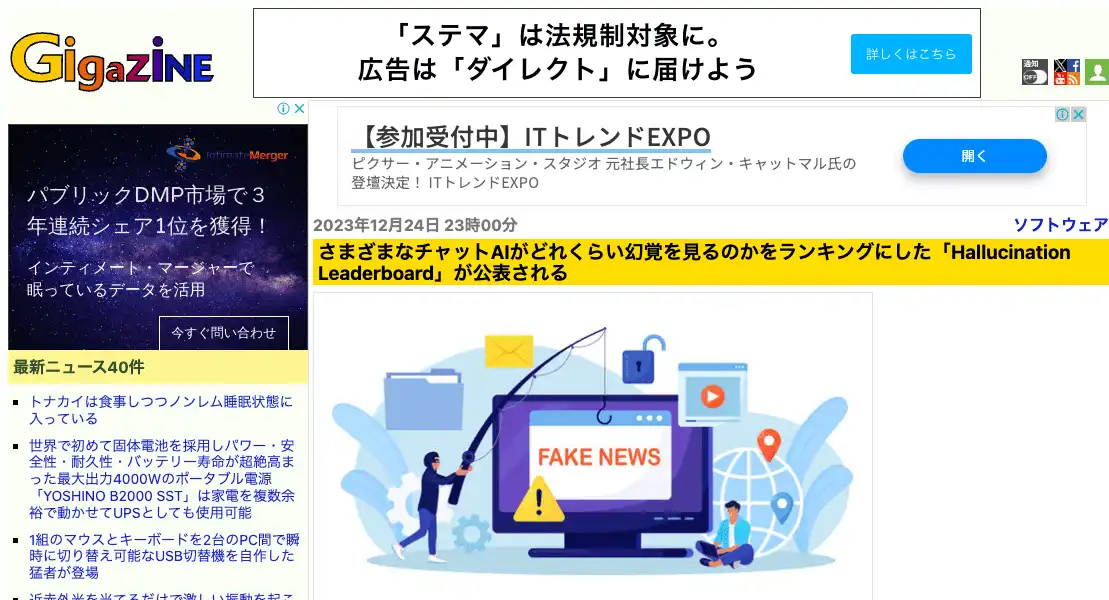 GigaZiNE
「ステマ」は法規制対象に。
広告は「ダイレクト」に届けよう
詳しくはこちら
通知
OFF
IntimateMerger
パブリックDMP市場で3
年連続シェア1位を獲得!
インティメート・マージャーで
眠っているデータを活用
今すぐ問い合わせ
【参加受付中】ITトレンドEXPO
ピクサー・アニメーション・スタジオ 元社長エドウィン・キャットマル氏の
登壇決定! ITトレンドEXPO
開く
2023年12月24日 23時00分
ソフトウェア
さまざまなチャットAIがどれくらい幻覚を見るのかをランキングにした「Hallucination
Leaderboard」が公表される
FAKE NEWS
最新ニュース40件
トナカイは食事しつつノンレム睡眠状態に
入っている
世界で初めて固体電池を採用しパワー・安
全性・耐久性・バッテリー寿命が超絶高ま
った最大出力4000Wのポータブル電源
「YOSHINO B2000 SST」は家電を複数余
裕で動かせてUPSとしても使用可能
1組のマウスとキーボードを2台のPC間で瞬
時に切り替え可能なUSB切替機を自作した
猛者が登場
近赤外光を当てるだけで激しい振動を起こ